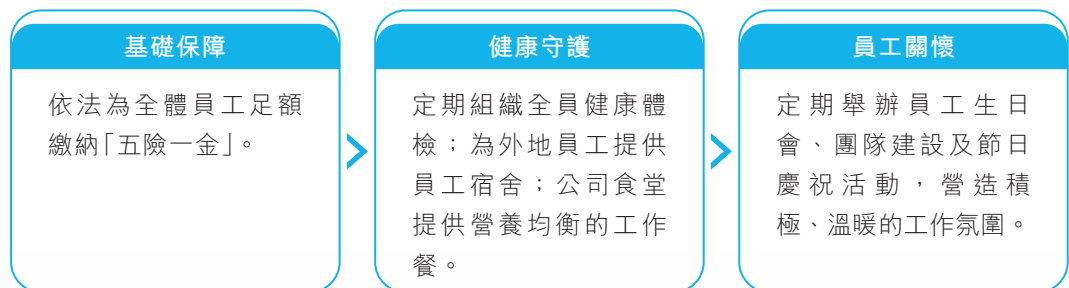 基礎保障
依法為全體員工足額
繳納「五險一金」。
健康守護
定期組織全員健康體
檢；為外地員工提供
員工宿舍；公司食堂
提供營養均衡的工作
餐。
員工關懷
定期舉辦員工生日
會、團隊建設及節日
慶祝活動，營造積
極、溫暖的工作氛圍。